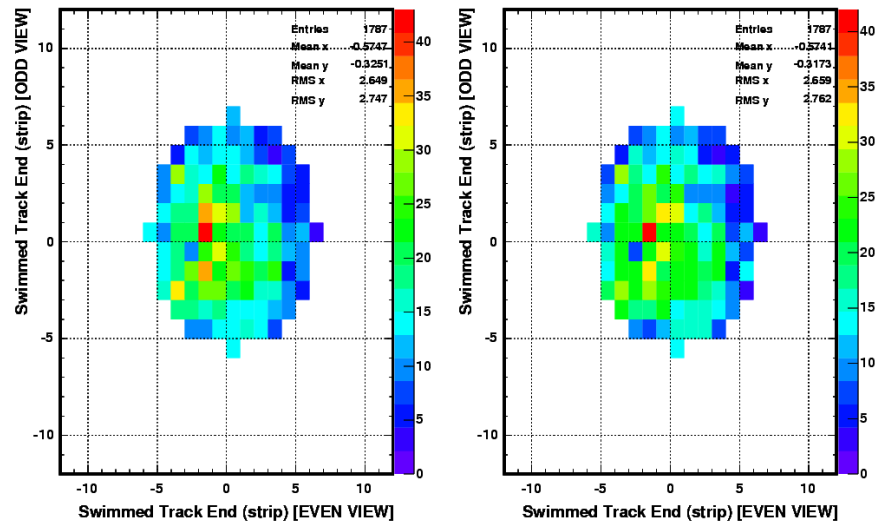 Entries 1787
Mean x -0.5747
Mean y -0.3251
RMS x 2.649
RMS y 2.747
10
5
0
-5
-10
-10 -5 0 5 10
Swimmed Track End (strip) [ODD VIEW]
Swimmed Track End (strip) [EVEN VIEW]
40
35
30
25
20
15
10
5
0
Entries 1787
Mean x -0.5741
Mean y -0.3173
RMS x 2.659
RMS y 2.762
10
5
0
-5
-10
-10 -5 0 5 10
Swimmed Track End (strip) [ODD VIEW]
Swimmed Track End (strip) [EVEN VIEW]
40
35
30
25
20
15
10
5
0